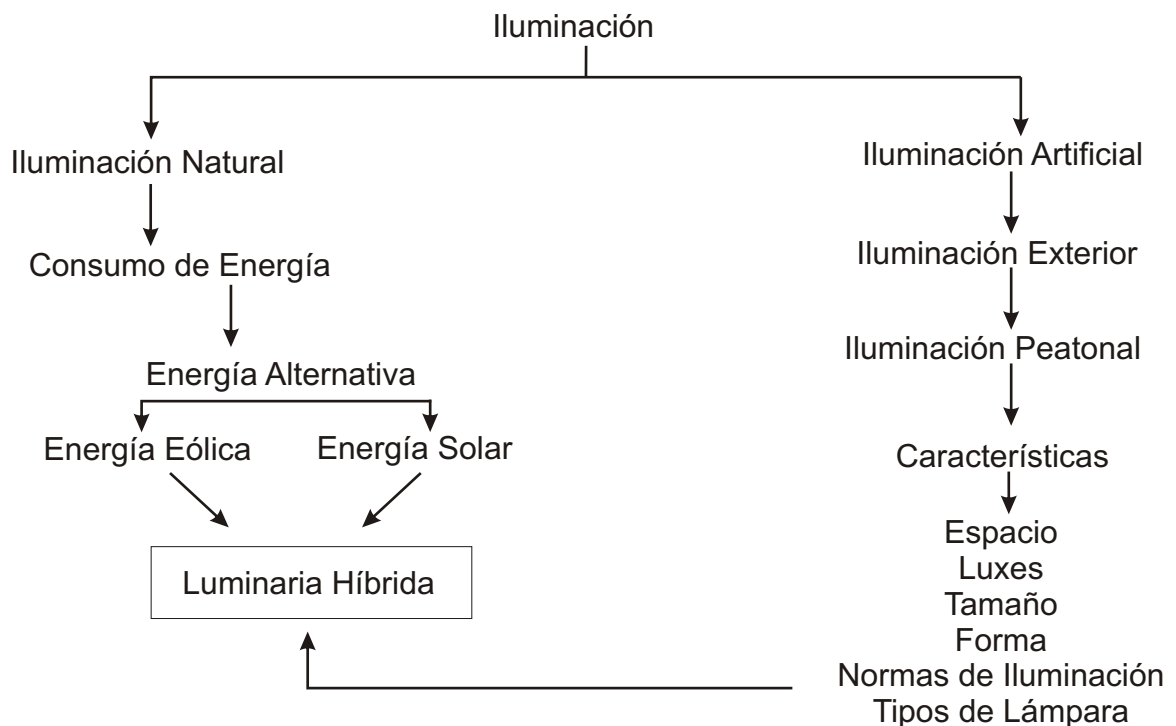 Iluminación
Iluminación Natural
Consumo de Energía
Energía Alternativa
Energía Eólica
Energía Solar
Luminaria Híbrida
Iluminación Artificial
Iluminación Exterior
Iluminación Peatonal
Características
Espacio
Luxes
Tamaño
Forma
Normas de Iluminación
Tipos de Lámpara